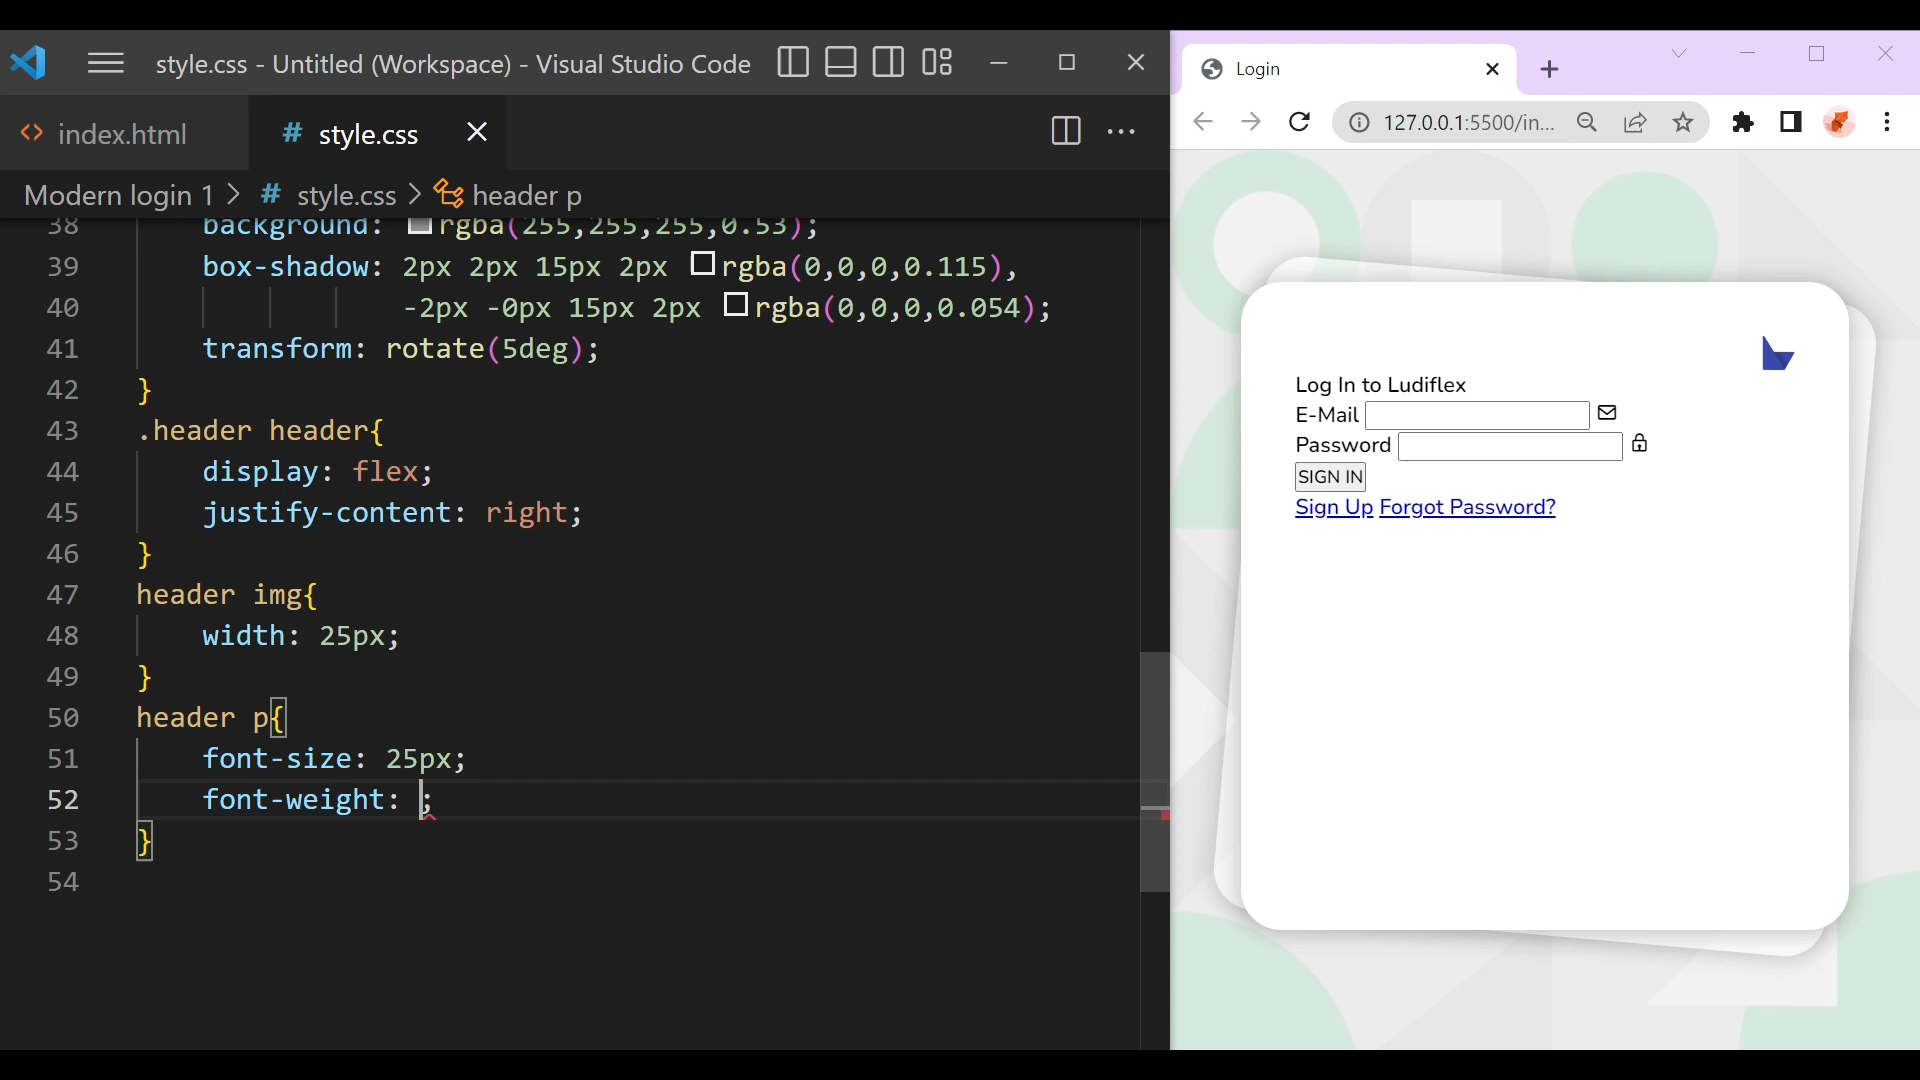 style.css - Untitled (Workspace) - Visual Studio Code
index.html
# style.css
Modern login 1 > # style.css > header p
38 background: rgba(255,255,255,0.53);
39 box-shadow: 2px 2px 15px 2px rgba(0,0,0,0.115),
40 -2px -0px 15px 2px rgba(0,0,0,0.054);
41 transform: rotate(5deg);
42 }
43 .header header{
44 display: flex;
45 justify-content: right;
46 }
47 header img{
48 width: 25px;
49 }
50 header p{
51 font-size: 25px;
52 font-weight: ;
53 }
54
Login
127.0.0.1:5500/in...
Log In to Ludiflex
E-Mail
Password
SIGN IN
Sign Up Forgot Password?